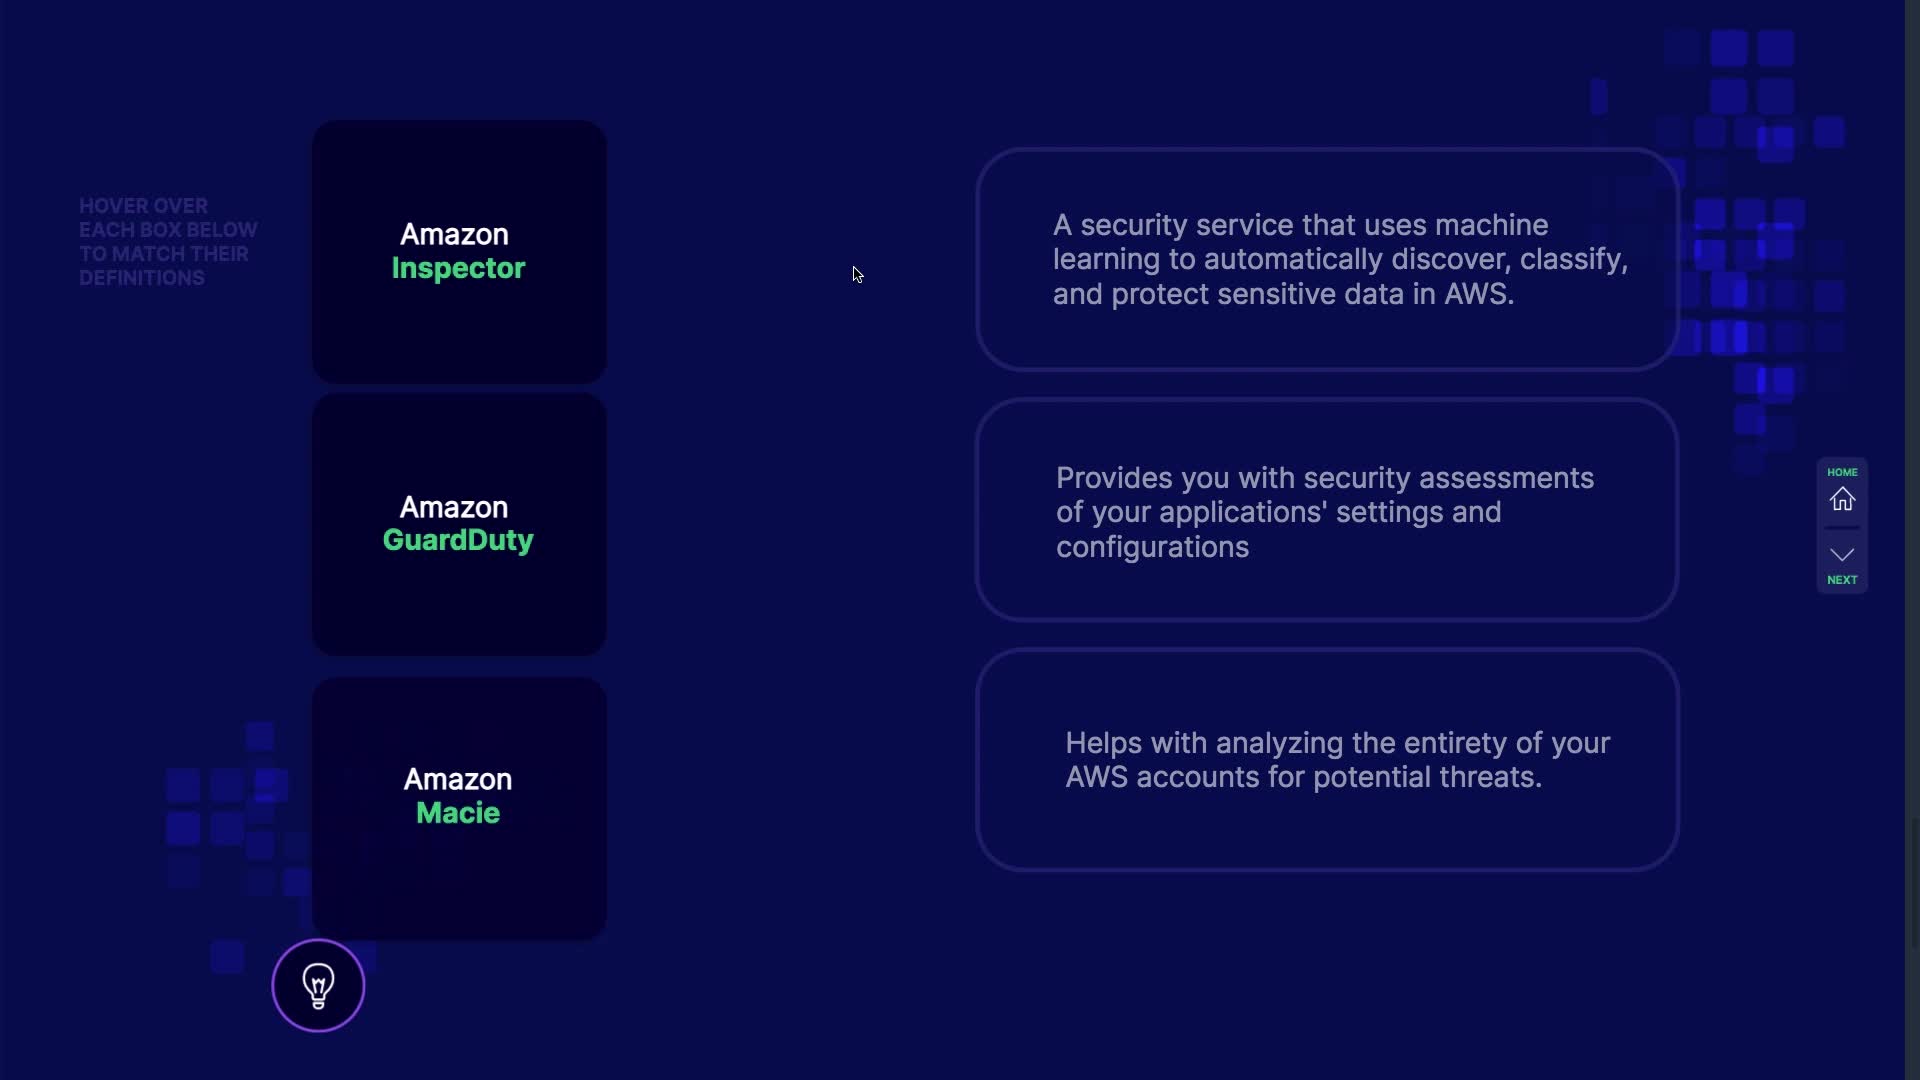 HOVER OVER
EACH BOX BELOW
TO MATCH THEIR
DEFINITIONS
Amazon
Inspector
Amazon
GuardDuty
Amazon
Macie
A security service that uses machine
learning to automatically discover, classify,
and protect sensitive data in AWS.
Provides you with security assessments
of your applications' settings and
configurations
Helps with analyzing the entirety of your
AWS accounts for potential threats.
HOME
NEXT